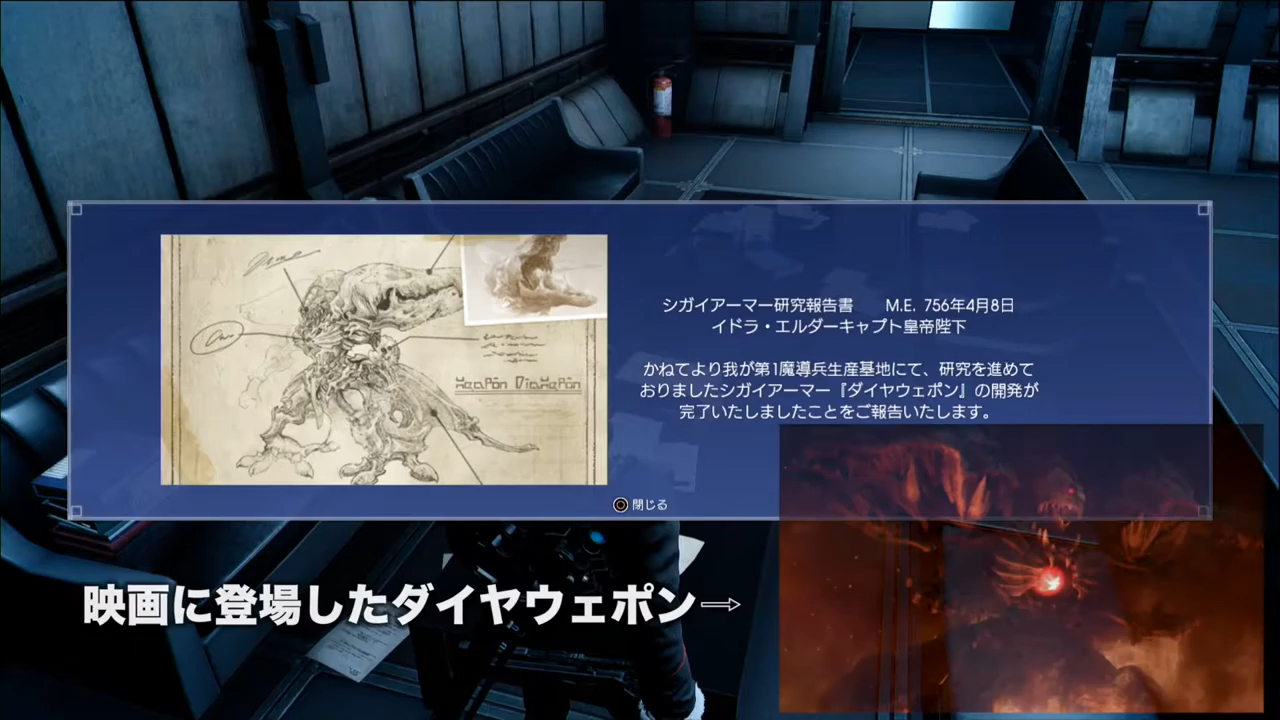 シガイアーマー研究報告書　　M.E. 756年4月8日
イドラ・エルダーキャプト皇帝陛下
かねてより我が第1魔導兵生産基地にて、研究を進めて
おりましたシガイアーマー『ダイヤウェポン』の開発が
完了いたしましたことをご報告いたします。
Weapon Diaweapon
閉じる
映画に登場したダイヤウェポン⇨